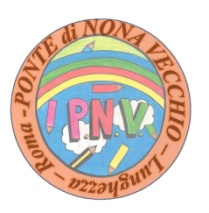 Roma - PONTE di NONA VECCHIO - Lunghezza -
P.N.V.